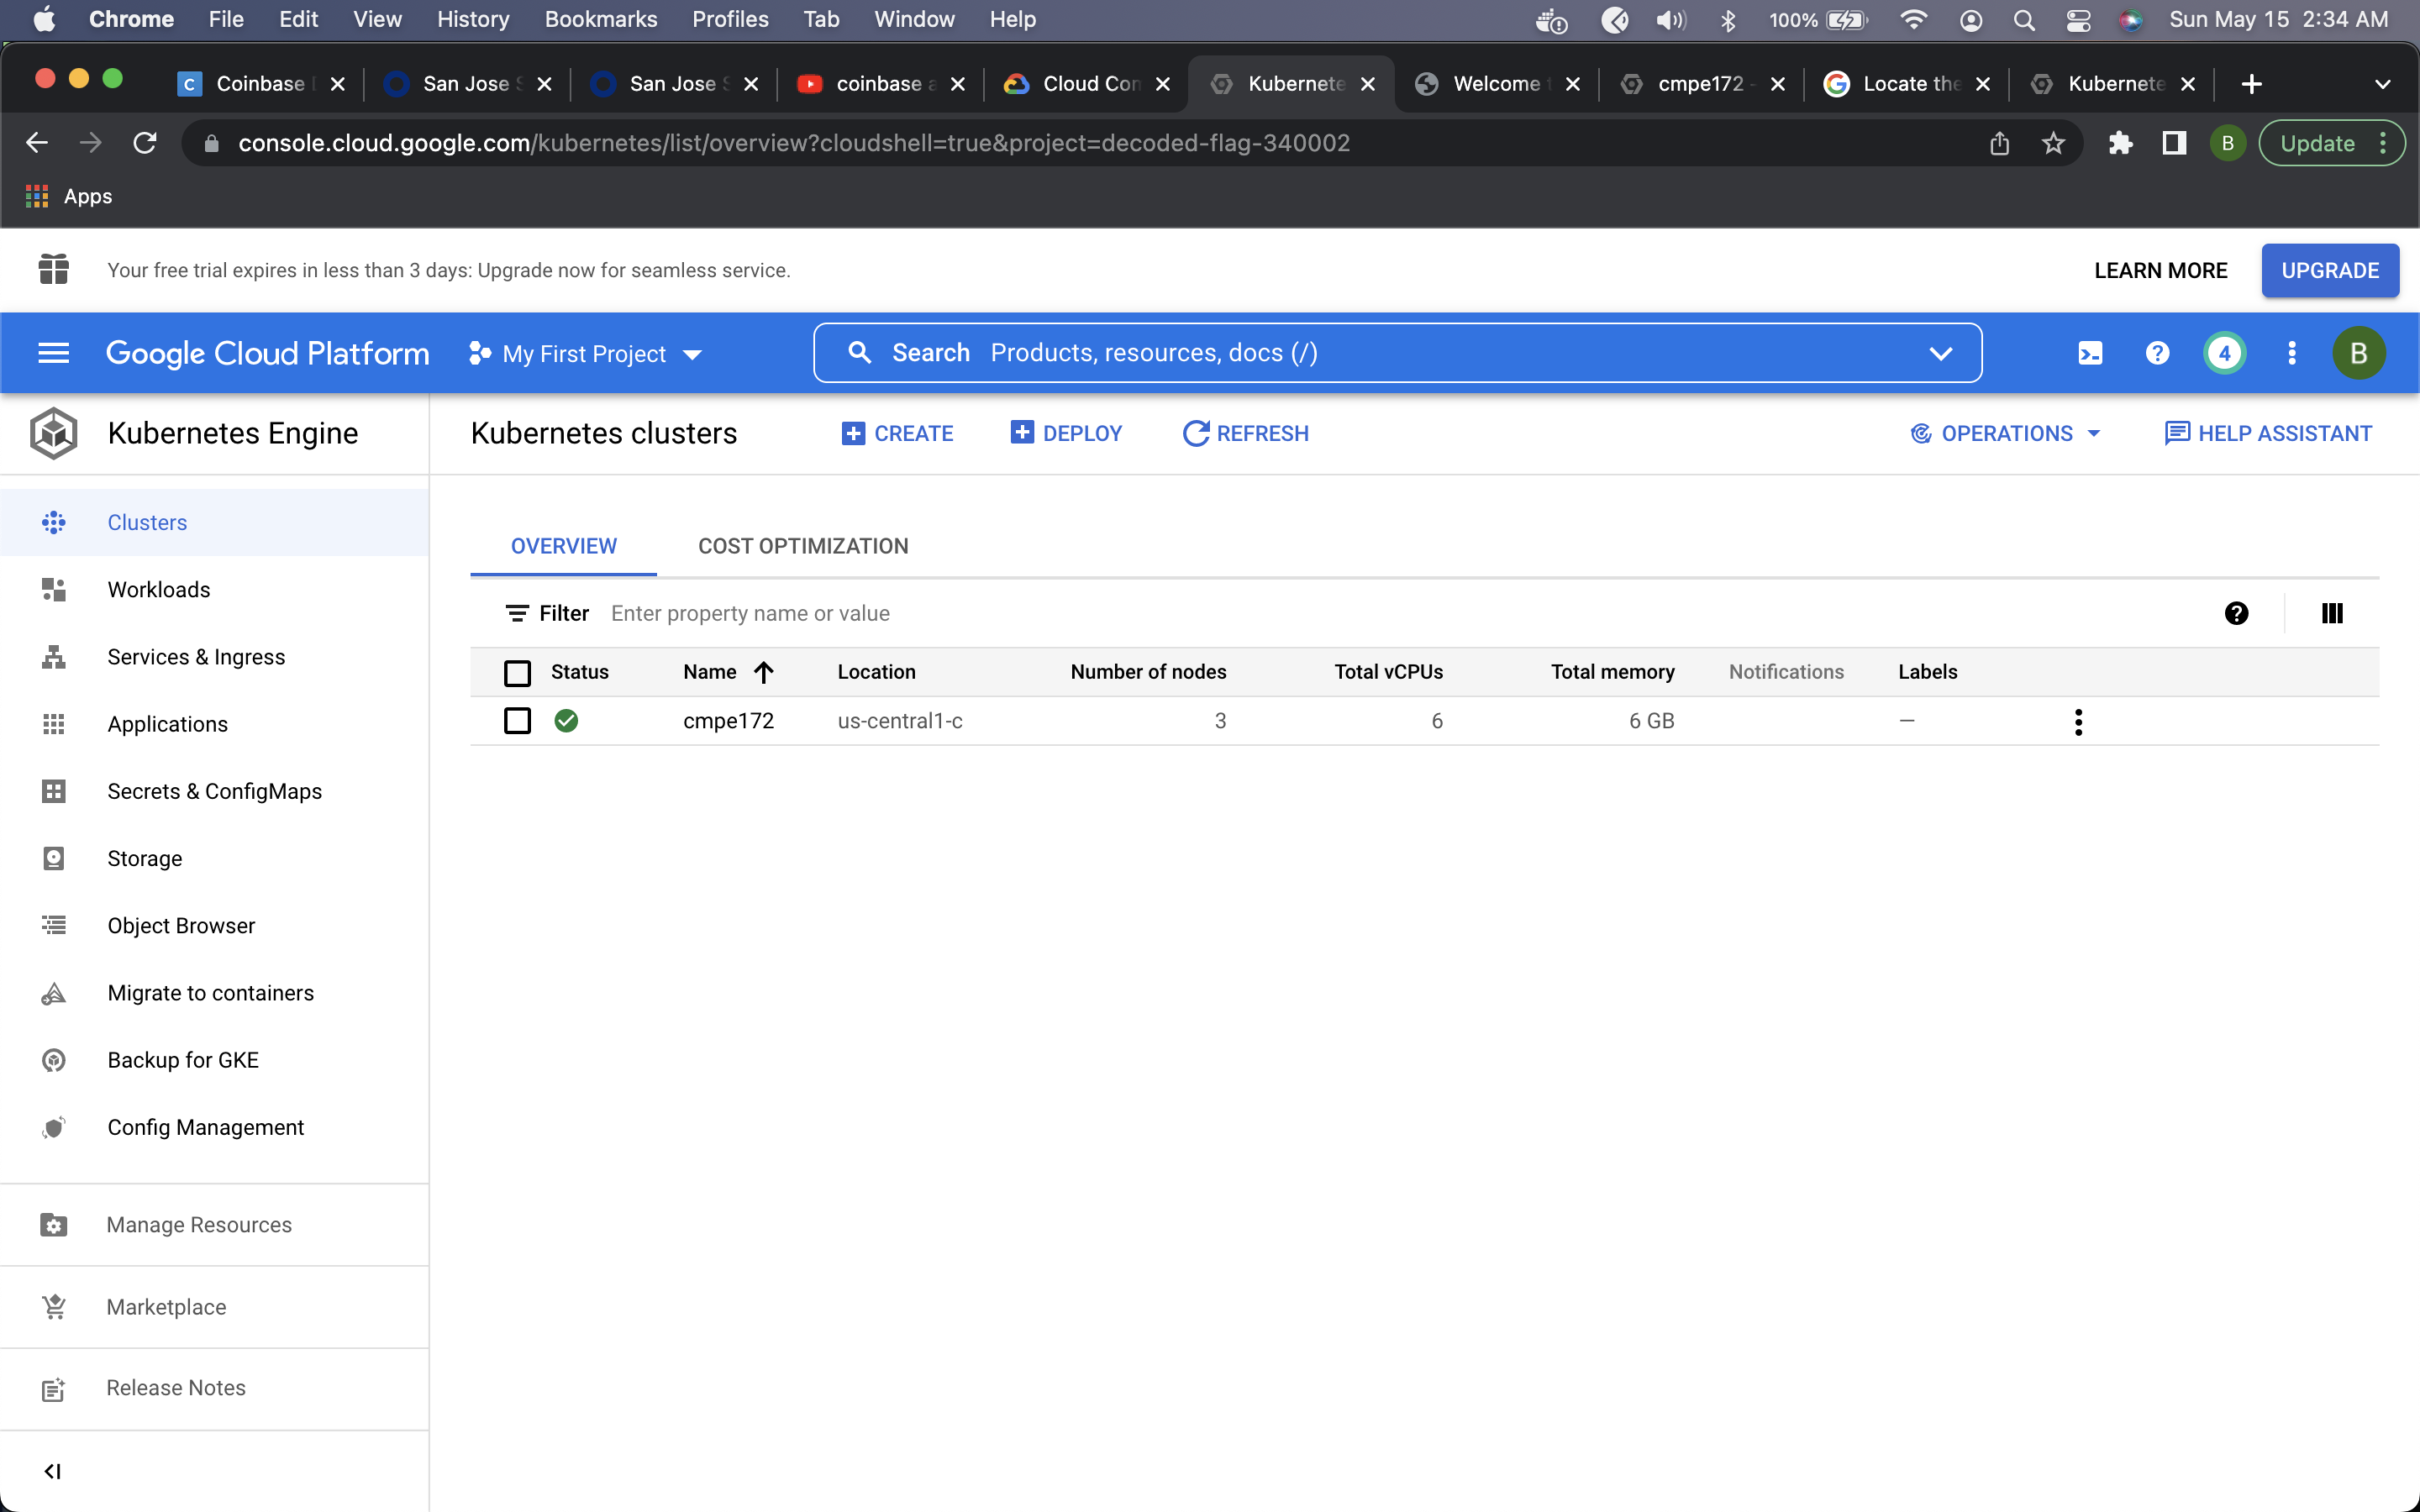 Chrome File Edit View History Bookmarks Profiles Tab Window Help 100% Sun May 15 2:34 AM
C Coinbase San Jose San Jose coinbase Cloud Con Kubernete Welcome cmpe172 - Locate the Kubernete
console.cloud.google.com/kubernetes/list/overview?cloudshell=true&project=decoded-flag-340002 B Update
Apps
Your free trial expires in less than 3 days: Upgrade now for seamless service. LEARN MORE UPGRADE
Google Cloud Platform My First Project Search Products, resources, docs (/) 4 B
Kubernetes Engine Kubernetes clusters CREATE DEPLOY REFRESH OPERATIONS HELP ASSISTANT
Clusters
OVERVIEW COST OPTIMIZATION
Workloads
Filter Enter property name or value
Services & Ingress
Status Name Location Number of nodes Total vCPUs Total memory Notifications Labels
Applications
cmpe172 us-central1-c 3 6 6 GB —
Secrets & ConfigMaps
Storage
Object Browser
Migrate to containers
Backup for GKE
Config Management
Manage Resources
Marketplace
Release Notes